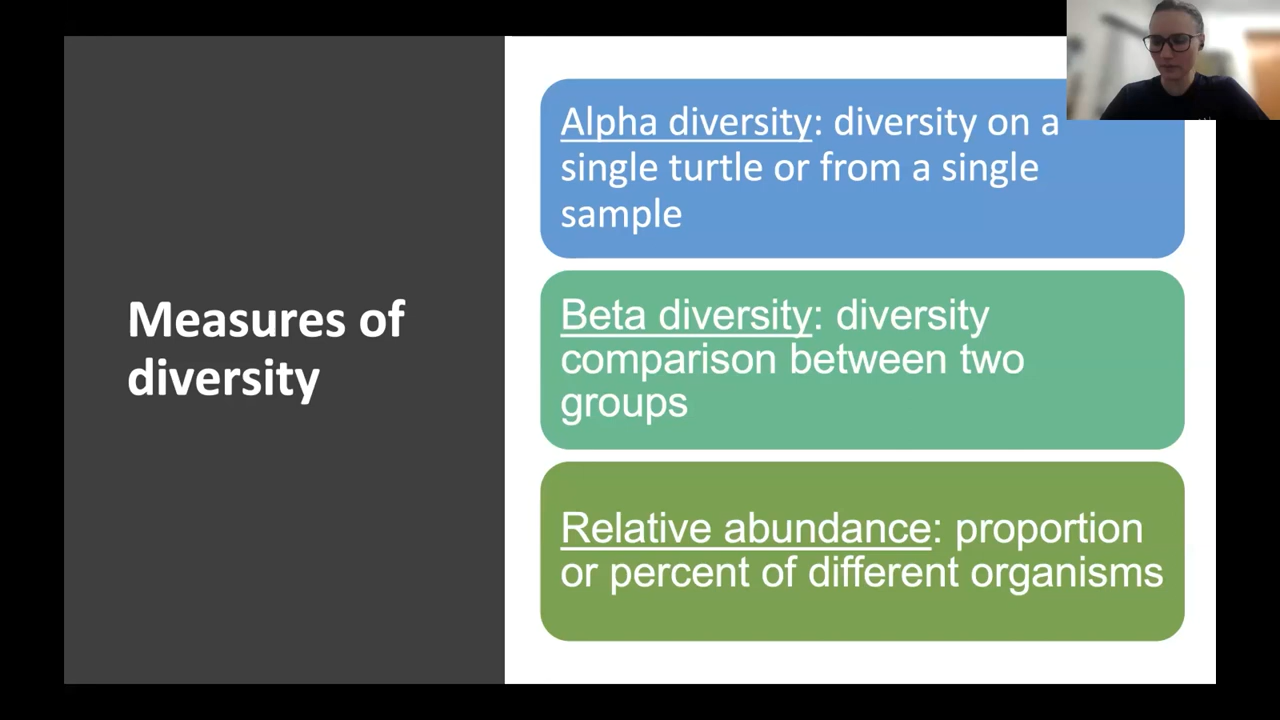 Measures of
diversity
Alpha diversity: diversity on a
single turtle or from a single
sample
Beta diversity: diversity
comparison between two
groups
Relative abundance: proportion
or percent of different organisms